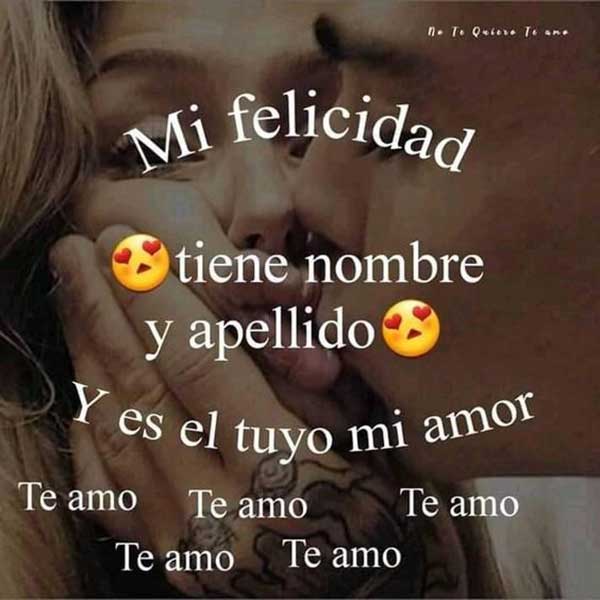 No Te Quiero Te amo
Mi felicidad
😍tiene nombre
y apellido😍
Y es el tuyo mi amor
Te amo Te amo Te amo
Te amo Te amo